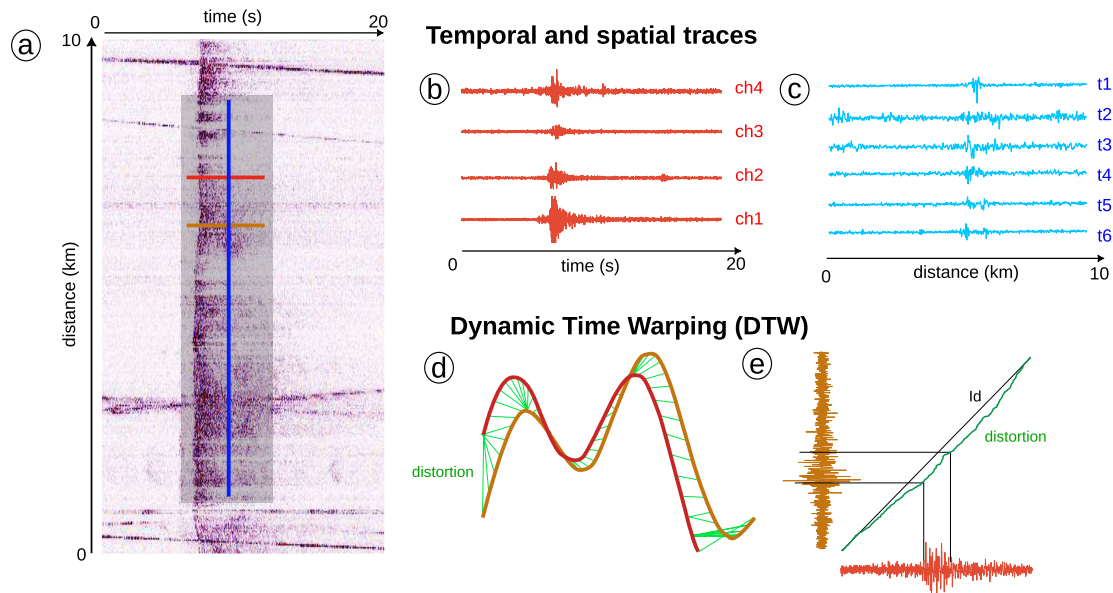 a
0
time (s)
20
10
distance (km)
0
Temporal and spatial traces
b
ch4
ch3
ch2
ch1
0
time (s)
20
c
t1
t2
t3
t4
t5
t6
0
distance (km)
10
Dynamic Time Warping (DTW)
d
distortion
e
Id
distortion